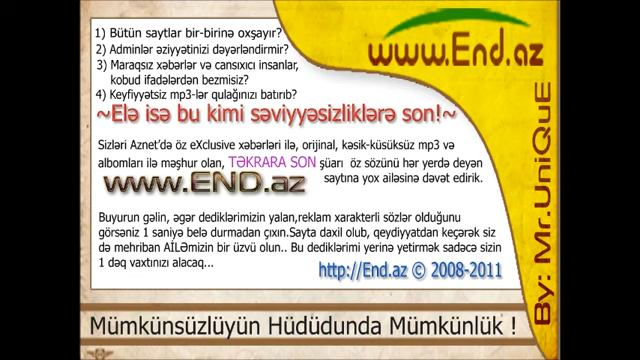 1) Bütün saytlar bir-birinə oxşayır?
2) Adminlər əziyyətinizi dəyərləndirmir?
3) Maraqsız xəbərlər və cansıxıcı insanlar,
kobud ifadələrdən bezmisiz?
4) Keyfiyyətsiz mp3-lər qulağınızı batırıb?
~Elə isə bu kimi səviyyəsizliklərə son!~
www.End.az
Sizləri Aznet'də öz eXclusive xəbərləri ilə, orijinal, kəsik-küsüksüz mp3 və
albomları ilə məşhur olan, TƏKRARA SON şüarı öz sözünü hər yerdə deyən
www.END.az saytına yox ailəsinə dəvət edirik.
Buyurun gəlin, əgər dediklərimizin yalan,reklam xarakterli sözlər olduğunu
görsəniz 1 saniyə belə durmadan çıxın.Sayta daxil olub, qeydiyyatdan keçərək siz
də mehriban AİLƏmizin bir üzvü olun.. Bu dediklərimi yerinə yetirmək sadəcə sizin
1 dəq vaxtınızı alacaq...
http://End.az © 2008-2011
By: Mr.UniQuE
Mümkünsüzlüyün Hüdüdunda Mümkünlük !